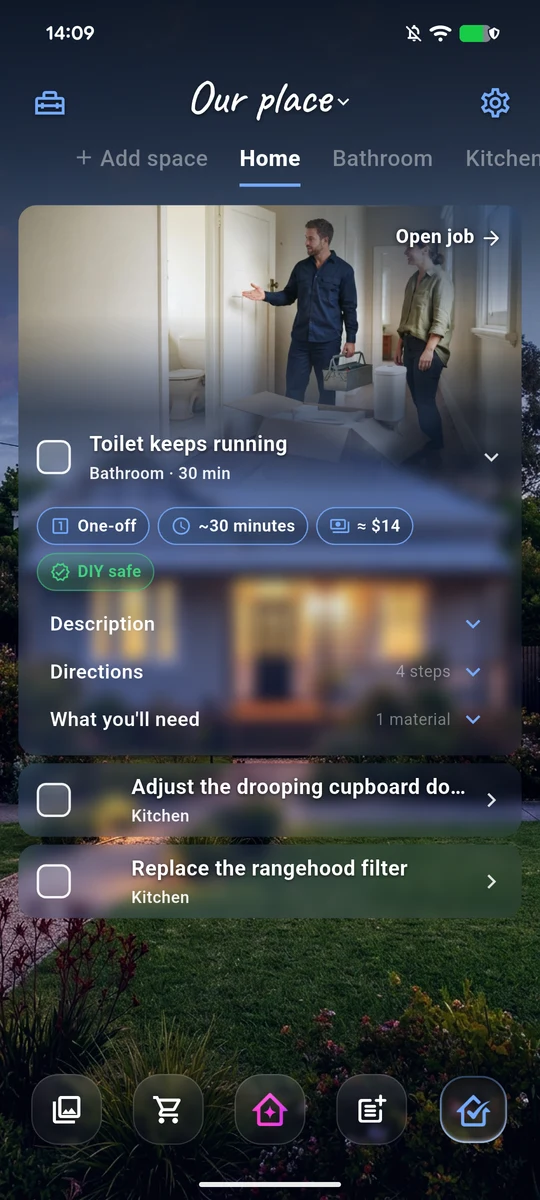 14:09
Our place
+ Add space Home Bathroom Kitchen
Open job →
Toilet keeps running
Bathroom · 30 min
1 One-off ~30 minutes ≈ $14
DIY safe
Description
Directions 4 steps
What you'll need 1 material
Adjust the drooping cupboard do...
Kitchen
Replace the rangehood filter
Kitchen